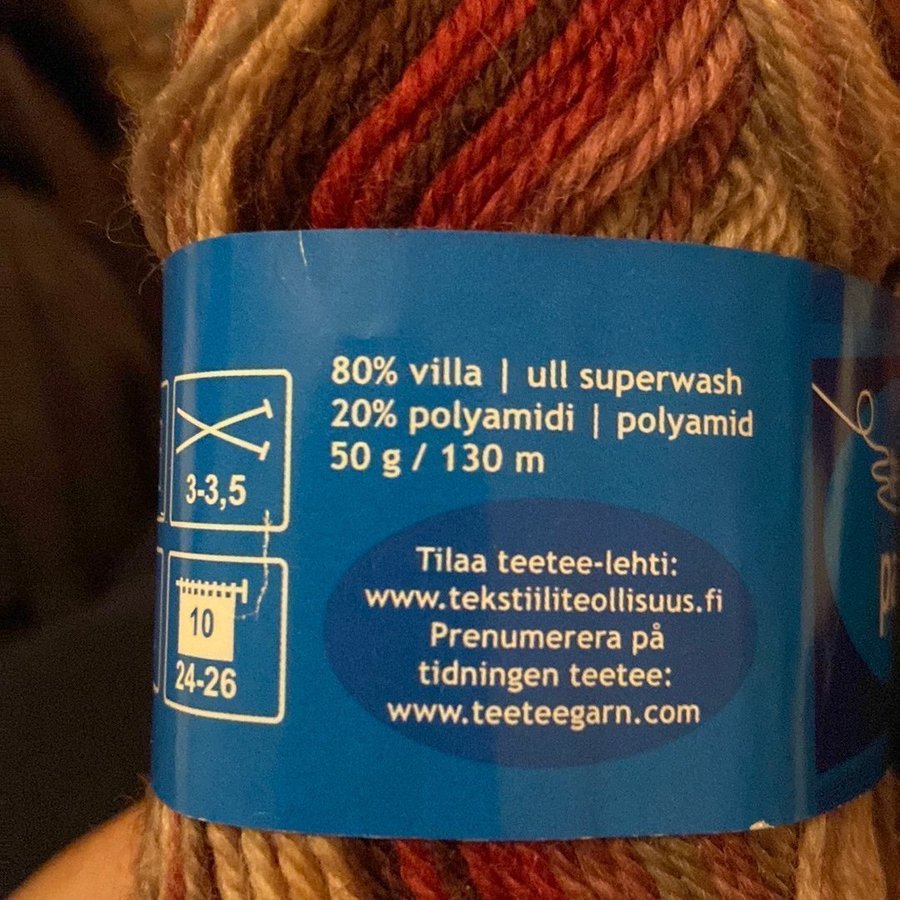 80% villa | ull superwash
20% polyamidi | polyamid
50 g / 130 m
3-3,5
10
24-26
Tilaa teetee-lehti:
www.tekstiiliteollisuus.fi
Prenumerera på
tidningen teetee:
www.teeteegarn.com